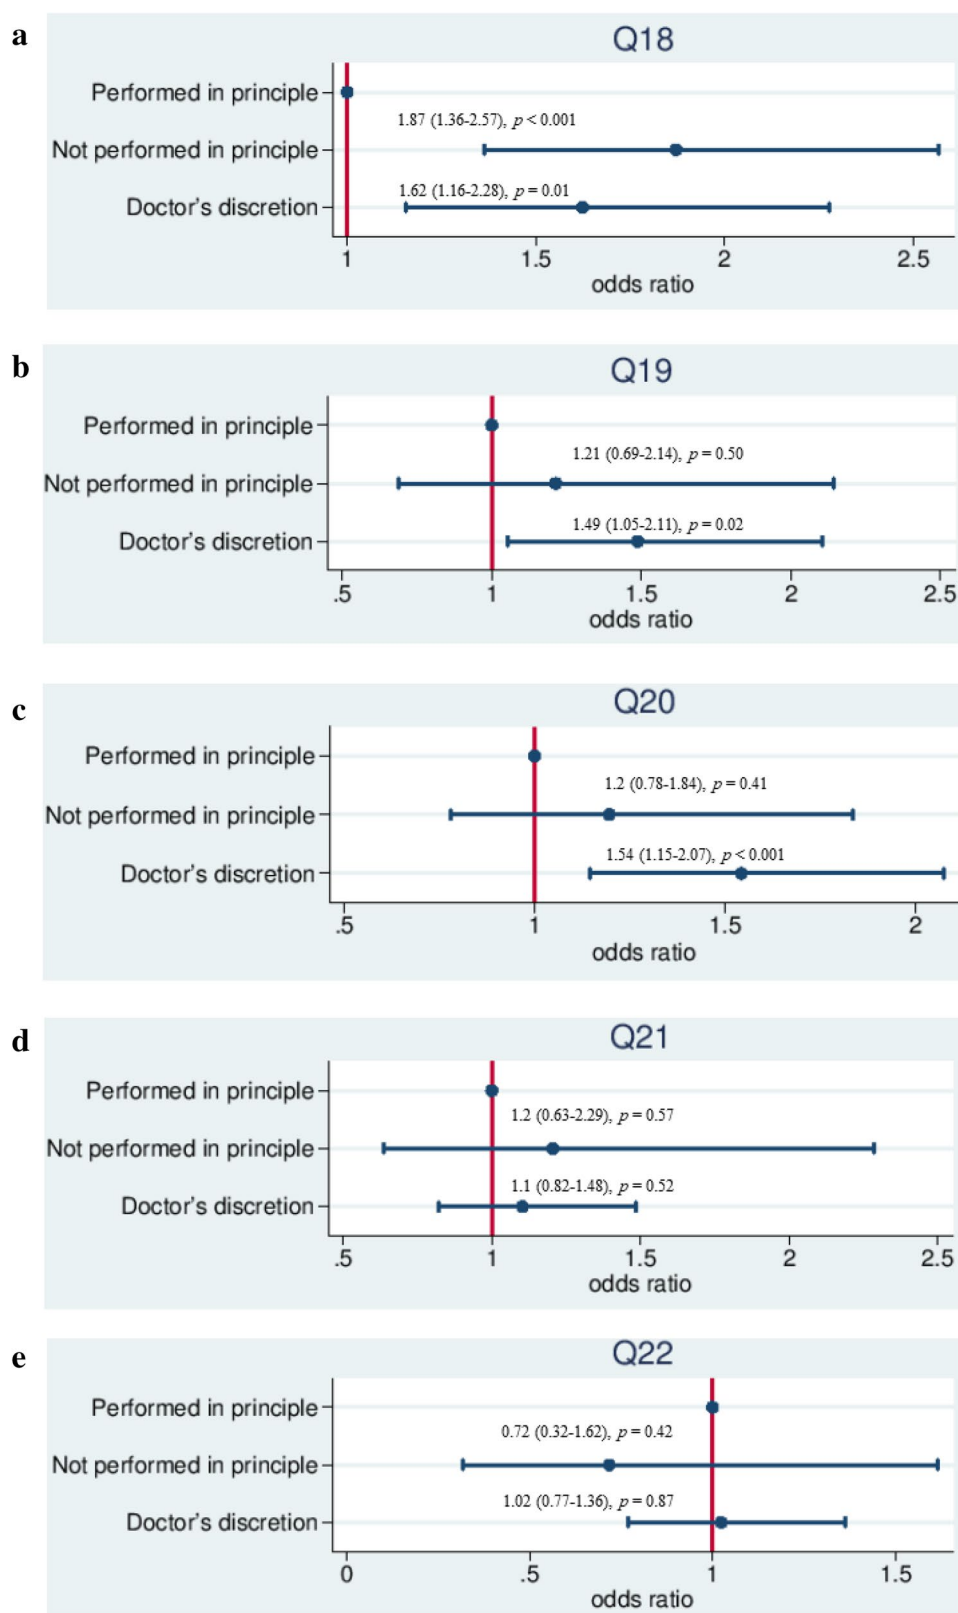 a
Q18
Performed in principle
1.87 (1.36-2.57), p < 0.001
Not performed in principle
1.62 (1.16-2.28), p = 0.01
Doctor's discretion
1 1.5 2 2.5
odds ratio
b
Q19
Performed in principle
1.21 (0.69-2.14), p = 0.50
Not performed in principle
1.49 (1.05-2.11), p = 0.02
Doctor's discretion
.5 1 1.5 2 2.5
odds ratio
c
Q20
Performed in principle
1.2 (0.78-1.84), p = 0.41
Not performed in principle
1.54 (1.15-2.07), p < 0.001
Doctor's discretion
.5 1 1.5 2
odds ratio
d
Q21
Performed in principle
1.2 (0.63-2.29), p = 0.57
Not performed in principle
1.1 (0.82-1.48), p = 0.52
Doctor's discretion
.5 1 1.5 2 2.5
odds ratio
e
Q22
Performed in principle
0.72 (0.32-1.62), p = 0.42
Not performed in principle
1.02 (0.77-1.36), p = 0.87
Doctor's discretion
0 .5 1 1.5
odds ratio